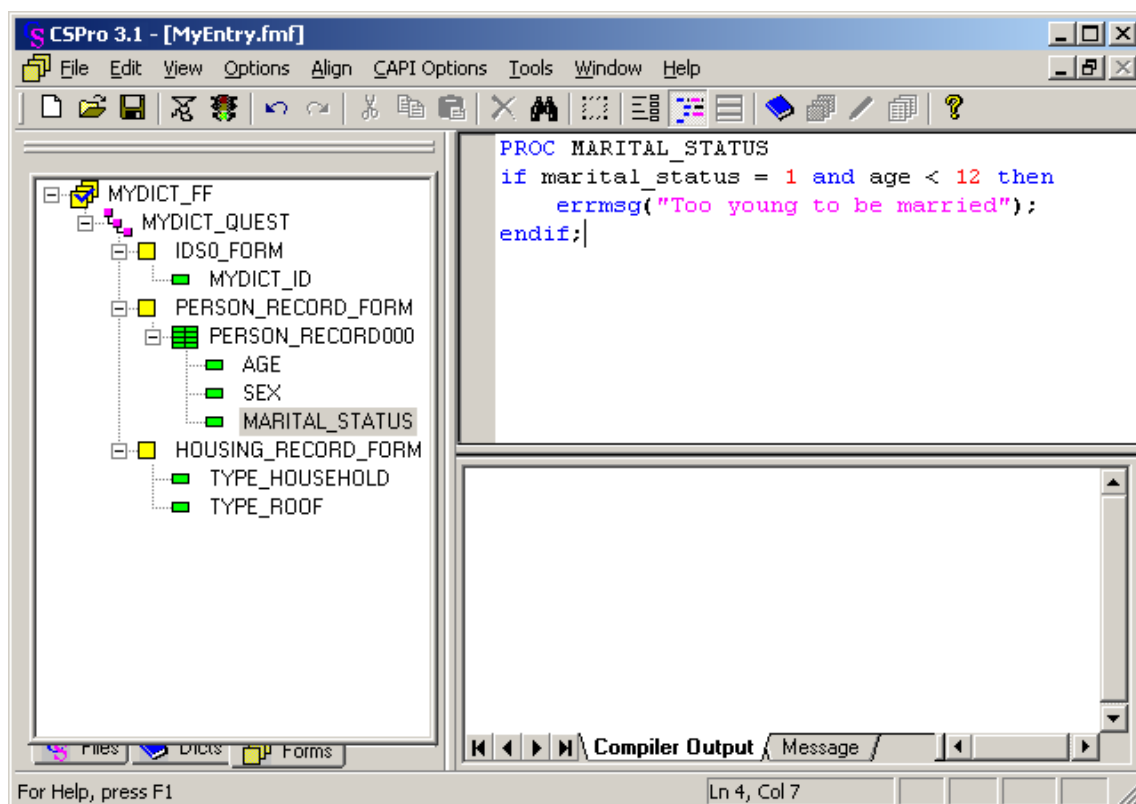 CSPro 3.1 - [MyEntry.fmf]
File Edit View Options Align CAPI Options Tools Window Help
MYDICT_FF
MYDICT_QUEST
IDS0_FORM
MYDICT_ID
PERSON_RECORD_FORM
PERSON_RECORD000
AGE
SEX
MARITAL_STATUS
HOUSING_RECORD_FORM
TYPE_HOUSEHOLD
TYPE_ROOF
Files Dicts Forms
PROC MARITAL_STATUS
if marital_status = 1 and age < 12 then
errmsg("Too young to be married");
endif;
Compiler Output Message
For Help, press F1
Ln 4, Col 7